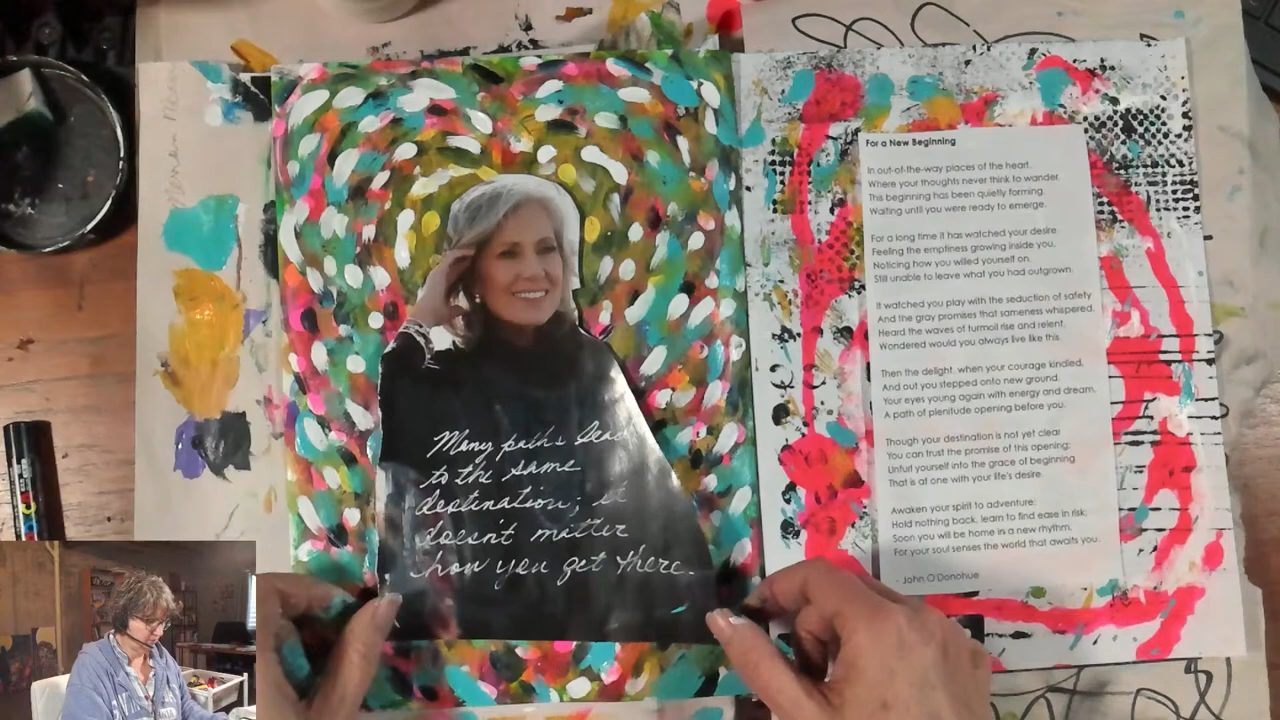 Many paths lead
to the same
destination; it
doesn't matter
how you get there.
For a New Beginning
In out-of-the-way places of the heart,
Where your thoughts never think to wander,
This beginning has been quietly forming,
Waiting until you were ready to emerge.
For a long time it has watched your desire,
Feeling the emptiness growing inside you,
Noticing how you willed yourself on,
Still unable to leave what you had outgrown.
It watched you play with the seduction of safety
And the gray promises that sameness whispered,
Heard the waves of turmoil rise and relent,
Wondered would you always live like this.
Then the delight, when your courage kindled,
And out you stepped onto new ground,
Your eyes young again with energy and dream,
A path of plenitude opening before you.
Though your destination is not yet clear
You can trust the promise of this opening;
Unfurl yourself into the grace of beginning
That is at one with your life's desire.
Awaken your spirit to adventure;
Hold nothing back, learn to find ease in risk;
Soon you will be home in a new rhythm,
For your soul senses the world that awaits you.
- John O'Donohue